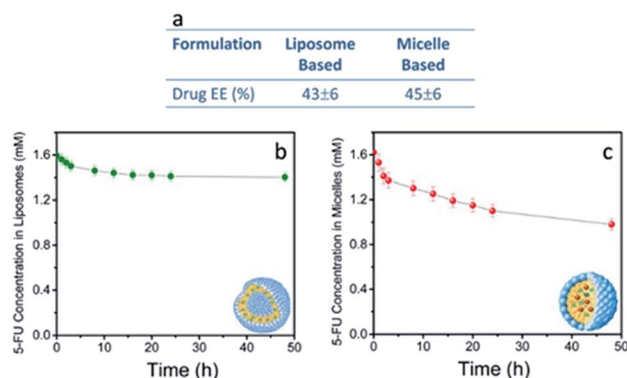 a
Formulation Liposome Micelle
Based Based
Drug EE (%) 43±6 45±6
b
5-FU Concentration in Liposomes (mM)
1.6
1.2
0.8
0.4
0.0
0 10 20 30 40 50
Time (h)
c
5-FU Concentration in Micelles (mM)
1.6
1.2
0.8
0.4
0.0
0 10 20 30 40 50
Time (h)